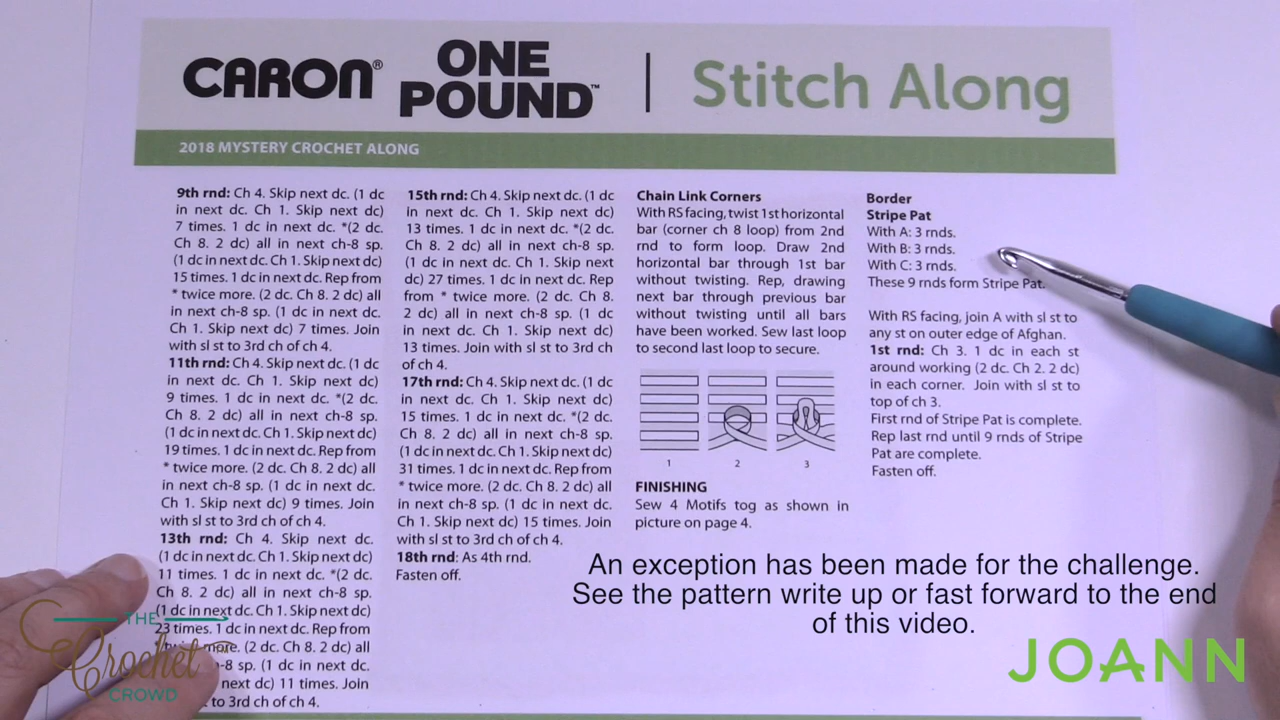 CARON® ONE POUND™ | Stitch Along
2018 MYSTERY CROCHET ALONG
9th rnd: Ch 4. Skip next dc. (1 dc
in next dc. Ch 1. Skip next dc)
7 times. 1 dc in next dc. *(2 dc.
Ch 8. 2 dc) all in next ch-8 sp.
(1 dc in next dc. Ch 1. Skip next dc)
15 times. 1 dc in next dc. Rep from
* twice more. (2 dc. Ch 8. 2 dc) all
in next ch-8 sp. (1 dc in next dc.
Ch 1. Skip next dc) 7 times. Join
with sl st to 3rd ch of ch 4.
11th rnd: Ch 4. Skip next dc. (1 dc
in next dc. Ch 1. Skip next dc)
9 times. 1 dc in next dc. *(2 dc.
Ch 8. 2 dc) all in next ch-8 sp.
(1 dc in next dc. Ch 1. Skip next dc)
19 times. 1 dc in next dc. Rep from
* twice more. (2 dc. Ch 8. 2 dc) all
in next ch-8 sp. (1 dc in next dc.
Ch 1. Skip next dc) 9 times. Join
with sl st to 3rd ch of ch 4.
13th rnd: Ch 4. Skip next dc.
(1 dc in next dc. Ch 1. Skip next dc)
11 times. 1 dc in next dc. *(2 dc.
Ch 8. 2 dc) all in next ch-8 sp.
(1 dc in next dc. Ch 1. Skip next dc)
23 times. 1 dc in next dc. Rep from
more. (2 dc. Ch 8. 2 dc) all
-8 sp. (1 dc in next dc.
next dc) 11 times. Join
to 3rd ch of ch 4.
15th rnd: Ch 4. Skip next dc. (1 dc
in next dc. Ch 1. Skip next dc)
13 times. 1 dc in next dc. *(2 dc.
Ch 8. 2 dc) all in next ch-8 sp.
(1 dc in next dc. Ch 1. Skip next
dc) 27 times. 1 dc in next dc. Rep
from * twice more. (2 dc. Ch 8.
2 dc) all in next ch-8 sp. (1 dc
in next dc. Ch 1. Skip next dc)
13 times. Join with sl st to 3rd ch
of ch 4.
17th rnd: Ch 4. Skip next dc. (1 dc
in next dc. Ch 1. Skip next dc)
15 times. 1 dc in next dc. *(2 dc.
Ch 8. 2 dc) all in next ch-8 sp.
(1 dc in next dc. Ch 1. Skip next dc)
31 times. 1 dc in next dc. Rep from
* twice more. (2 dc. Ch 8. 2 dc) all
in next ch-8 sp. (1 dc in next dc.
Ch 1. Skip next dc) 15 times. Join
with sl st to 3rd ch of ch 4.
18th rnd: As 4th rnd.
Fasten off.
Chain Link Corners
With RS facing, twist 1st horizontal
bar (corner ch 8 loop) from 2nd
rnd to form loop. Draw 2nd
horizontal bar through 1st bar
without twisting. Rep, drawing
next bar through previous bar
without twisting until all bars
have been worked. Sew last loop
to second last loop to secure.
1 2 3
FINISHING
Sew 4 Motifs tog as shown in
picture on page 4.
Border
Stripe Pat
With A: 3 rnds.
With B: 3 rnds.
With C: 3 rnds.
These 9 rnds form Stripe Pat.
With RS facing, join A with sl st to
any st on outer edge of Afghan.
1st rnd: Ch 3. 1 dc in each st
around working (2 dc. Ch 2. 2 dc)
in each corner. Join with sl st to
top of ch 3.
First rnd of Stripe Pat is complete.
Rep last rnd until 9 rnds of Stripe
Pat are complete.
Fasten off.
An exception has been made for the challenge.
See the pattern write up or fast forward to the end
of this video.
THE
Crochet
CROWD
JOANN